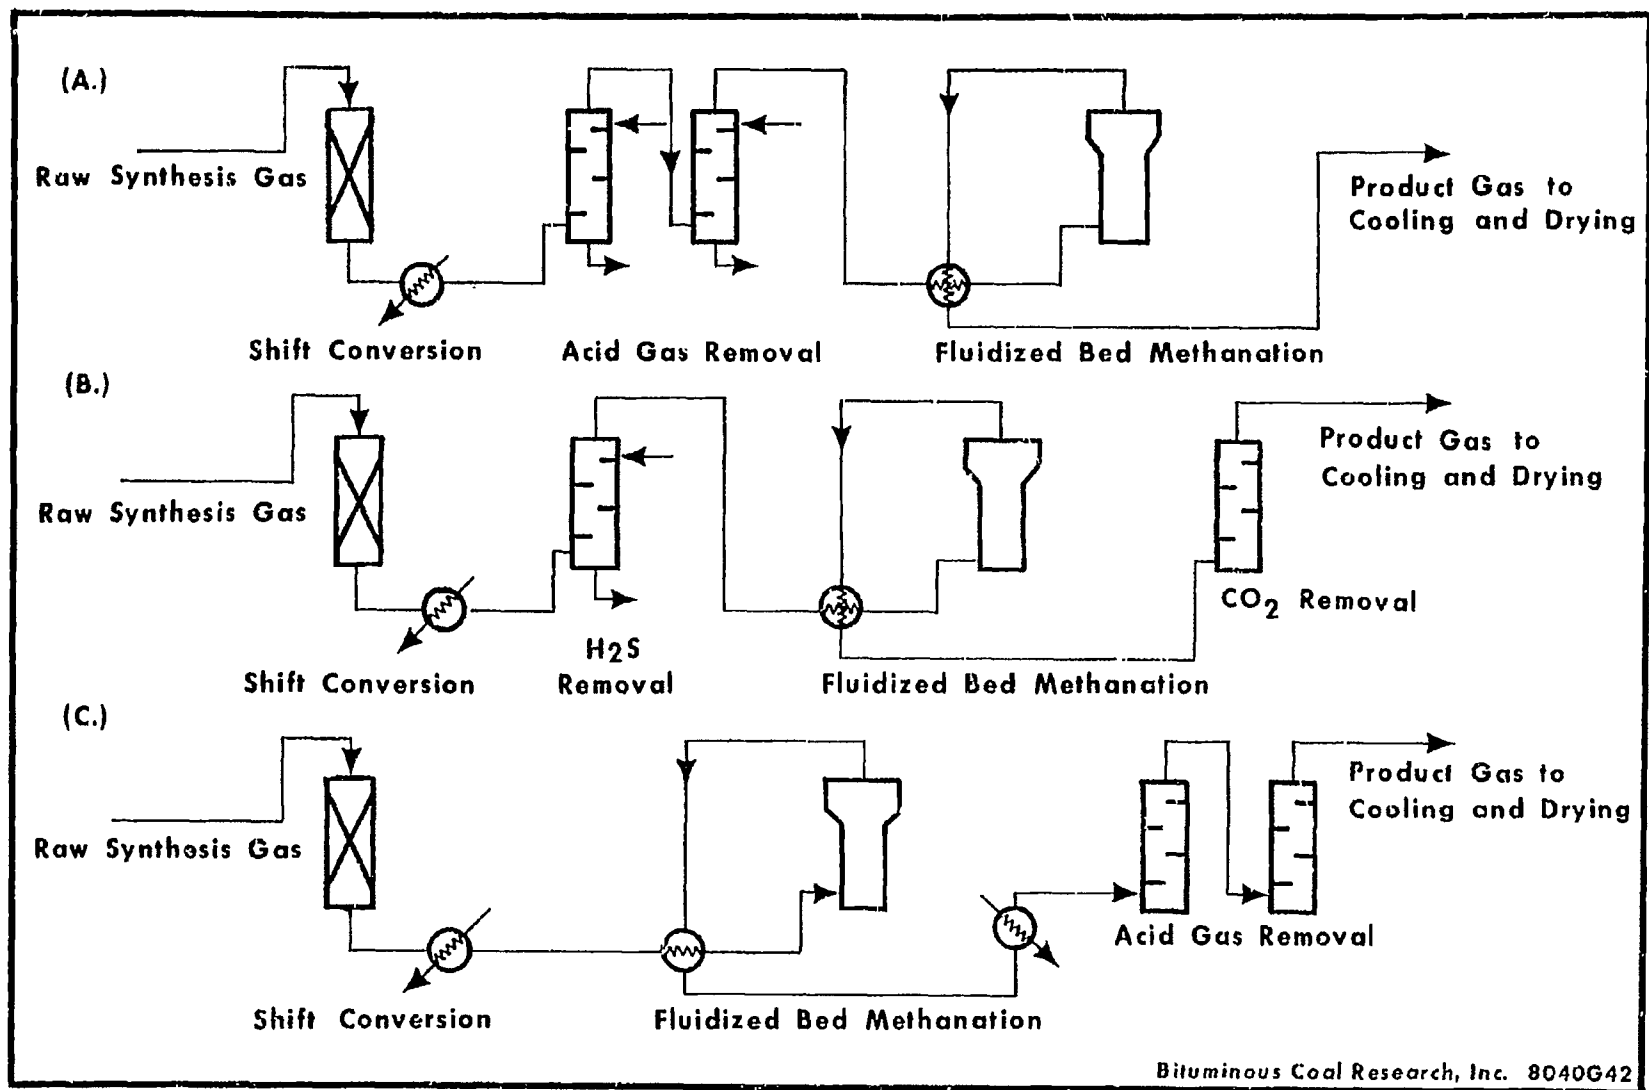 (A.)
Raw Synthesis Gas
Product Gas to
Cooling and Drying
Shift Conversion
Acid Gas Removal
Fluidized Bed Methanation
(B.)
Product Gas to
Cooling and Drying
Raw Synthesis Gas
CO2 Removal
H2S
Removal
Shift Conversion
Fluidized Bed Methanation
(C.)
Product Gas to
Cooling and Drying
Raw Synthesis Gas
Acid Gas Removal
Shift Conversion
Fluidized Bed Methanation
Bituminous Coal Research, Inc. 8040G42